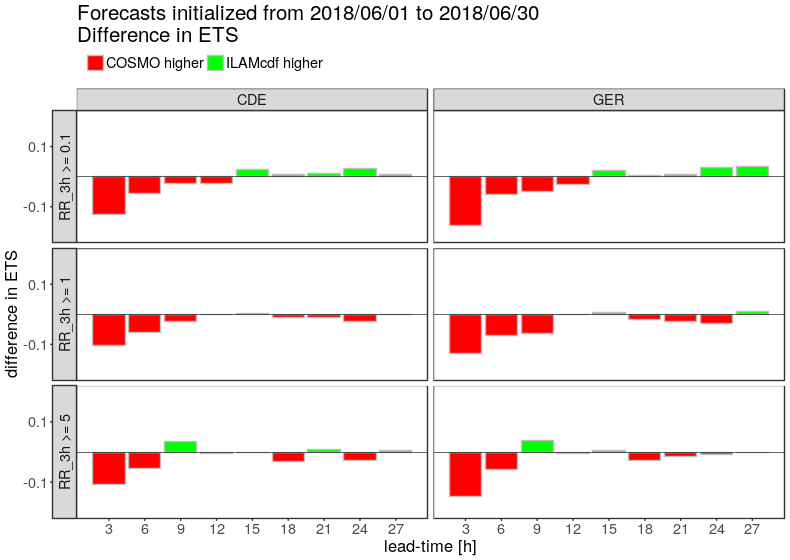 Forecasts initialized from 2018/06/01 to 2018/06/30
Difference in ETS
COSMO higher ILAMcdf higher
CDE GER
difference in ETS
RR_3h >= 0.1
0.1
-0.1
RR_3h >= 1
0.1
-0.1
RR_3h >= 5
0.1
-0.1
3 6 9 12 15 18 21 24 27 3 6 9 12 15 18 21 24 27
lead-time [h]